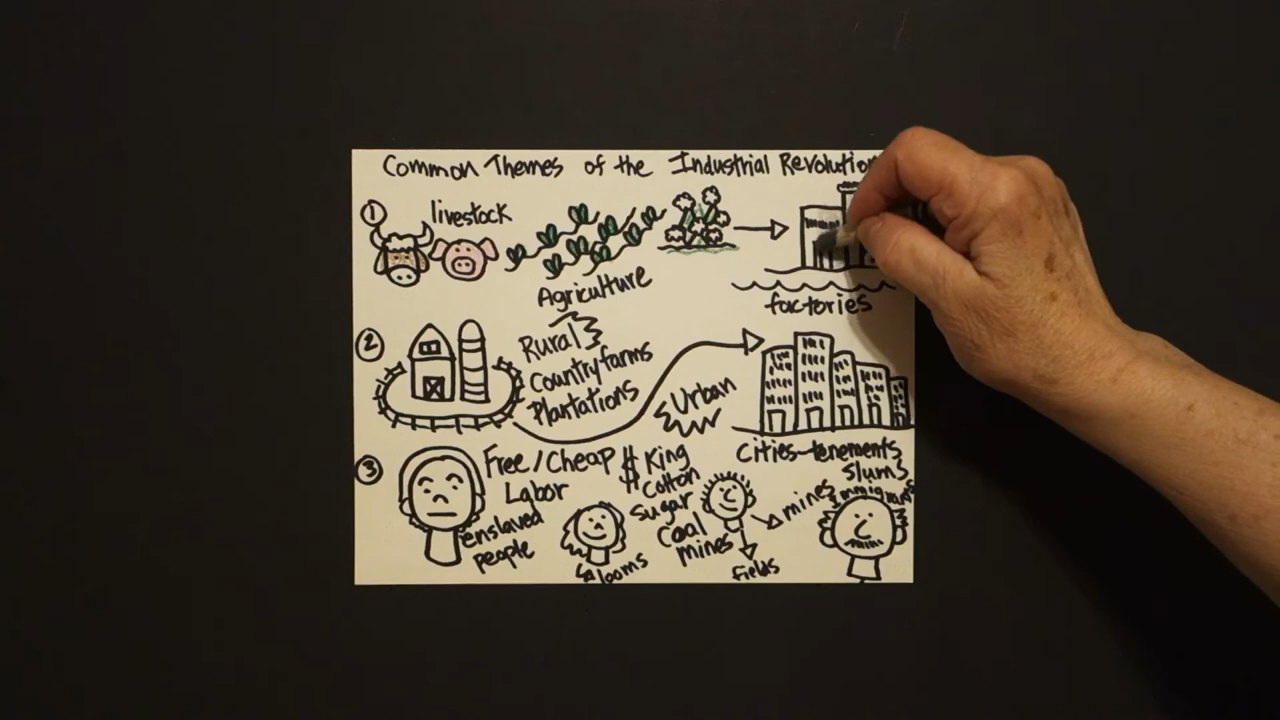 Common Themes of the Industrial Revolution
1
livestock
Agriculture
factories
2
Rural
Country farms
Plantations
Urban
Cities-tenements
Slums
3
Free/Cheap
Labor
enslaved
people
looms
$ King
Cotton
Sugar
Coal
mines
mines
fields
Immigrants